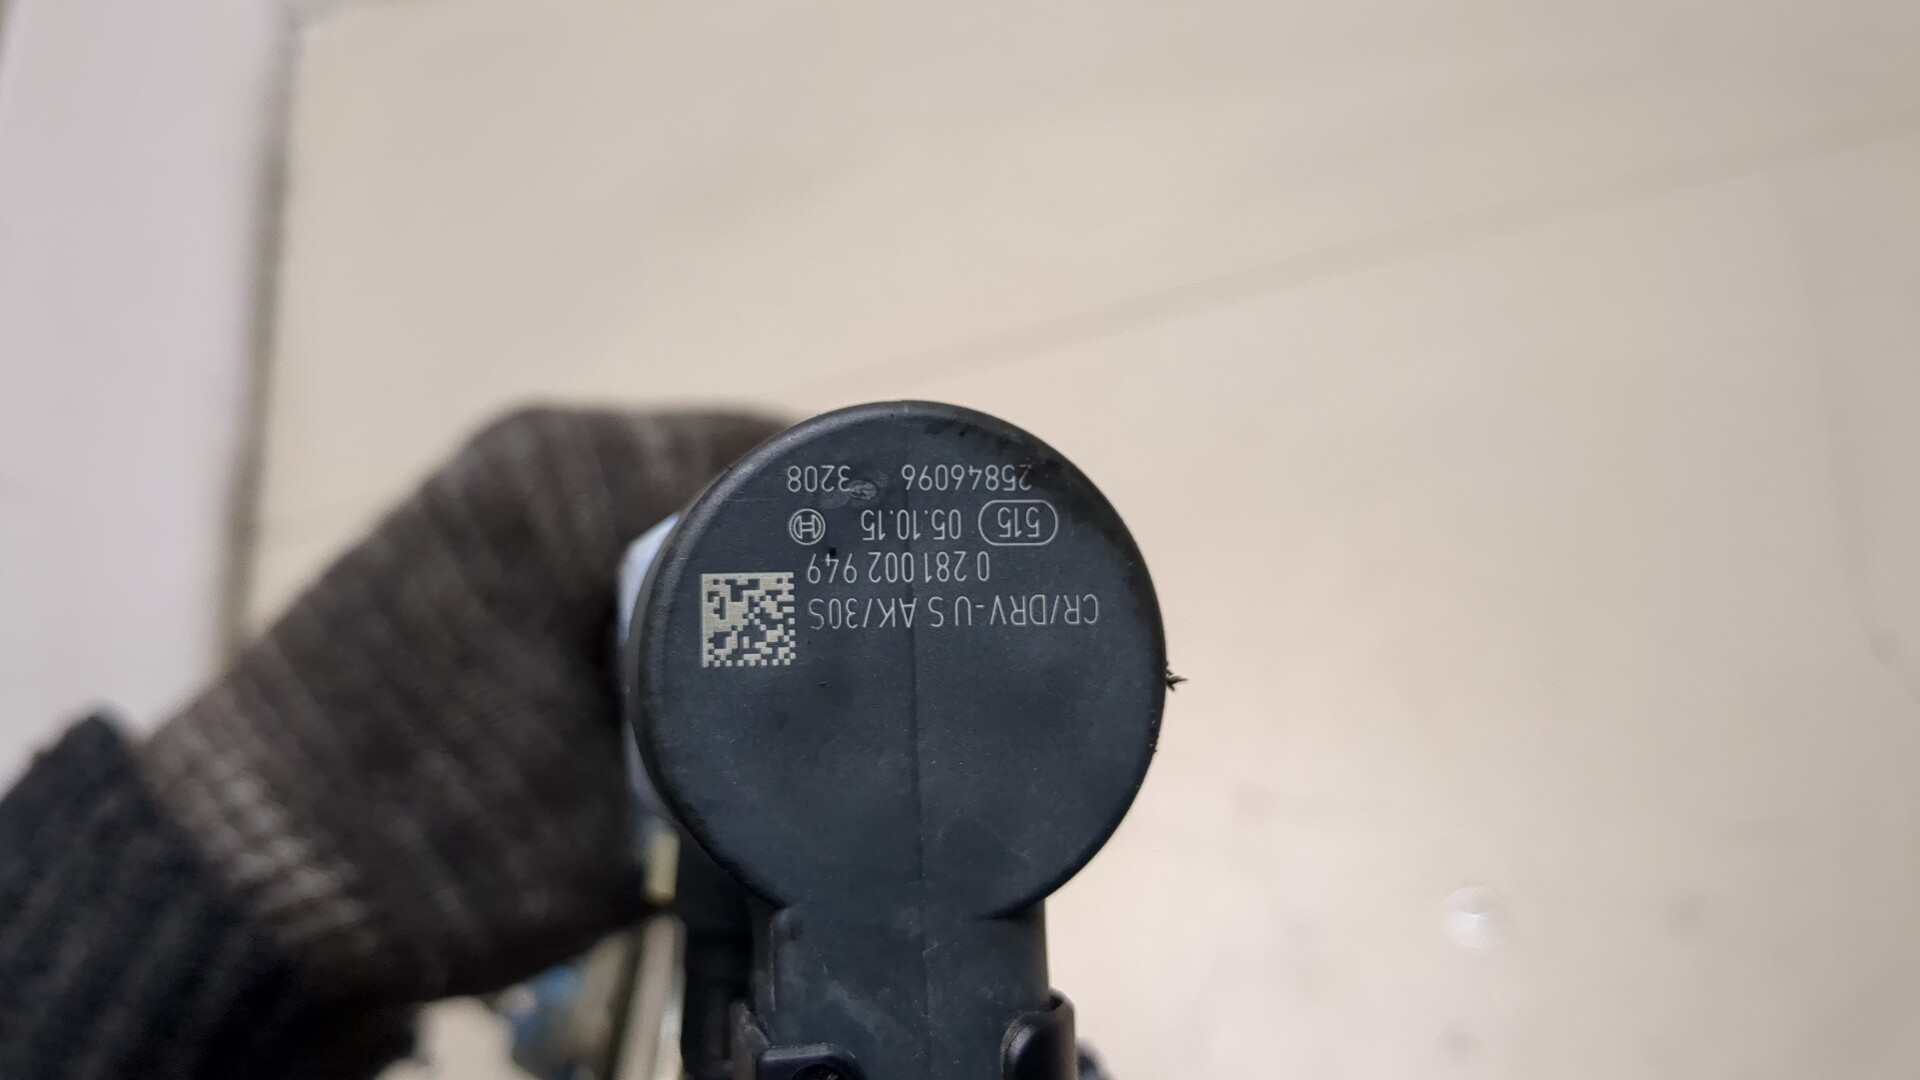 CR/DRV-U S AK/30S
0 281 002 949
515 05.10.15
25846096 3208